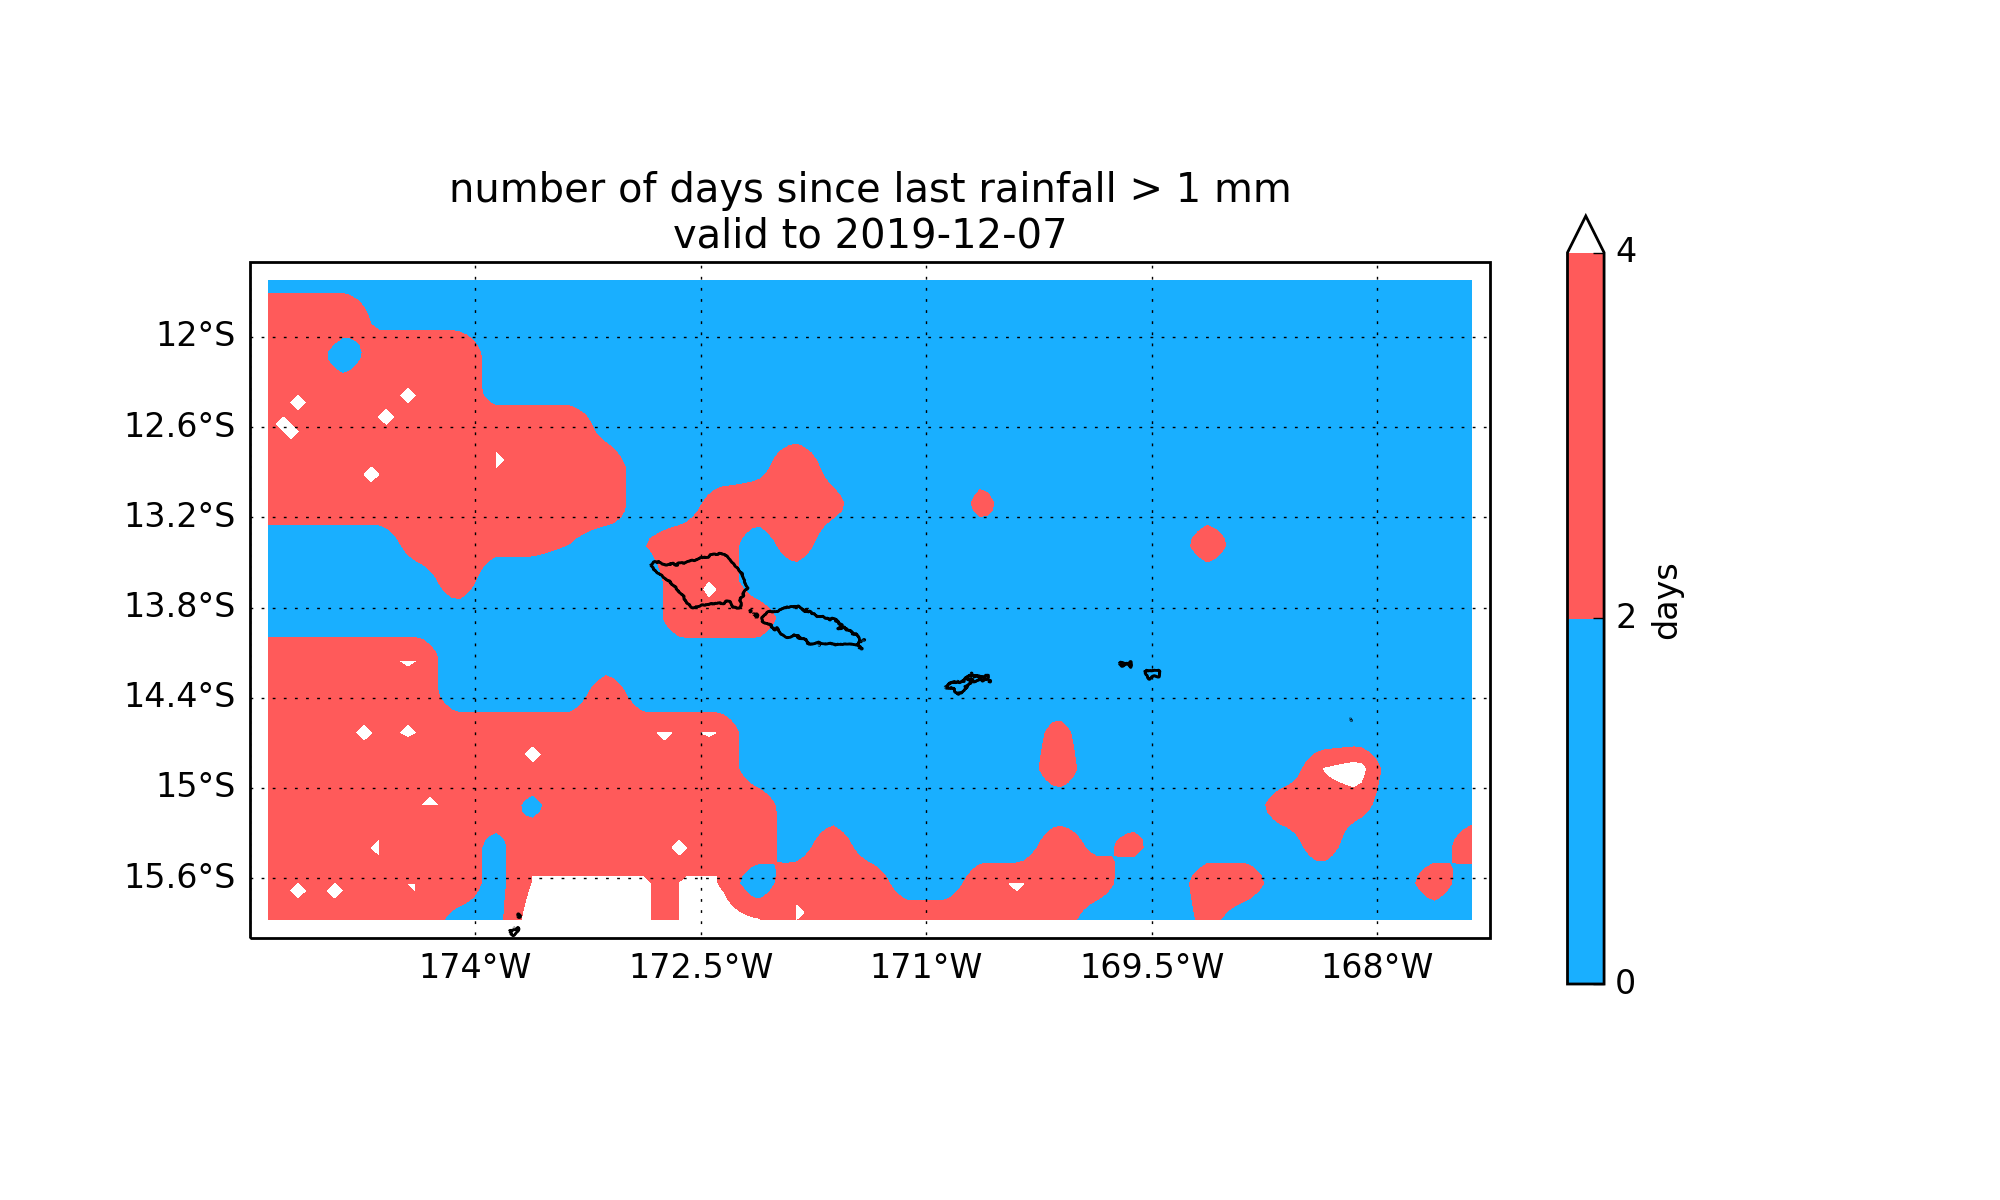 number of days since last rainfall > 1 mm
valid to 2019-12-07
12°S
12.6°S
13.2°S
13.8°S
14.4°S
15°S
15.6°S
174°W
172.5°W
171°W
169.5°W
168°W
4
2
0
days